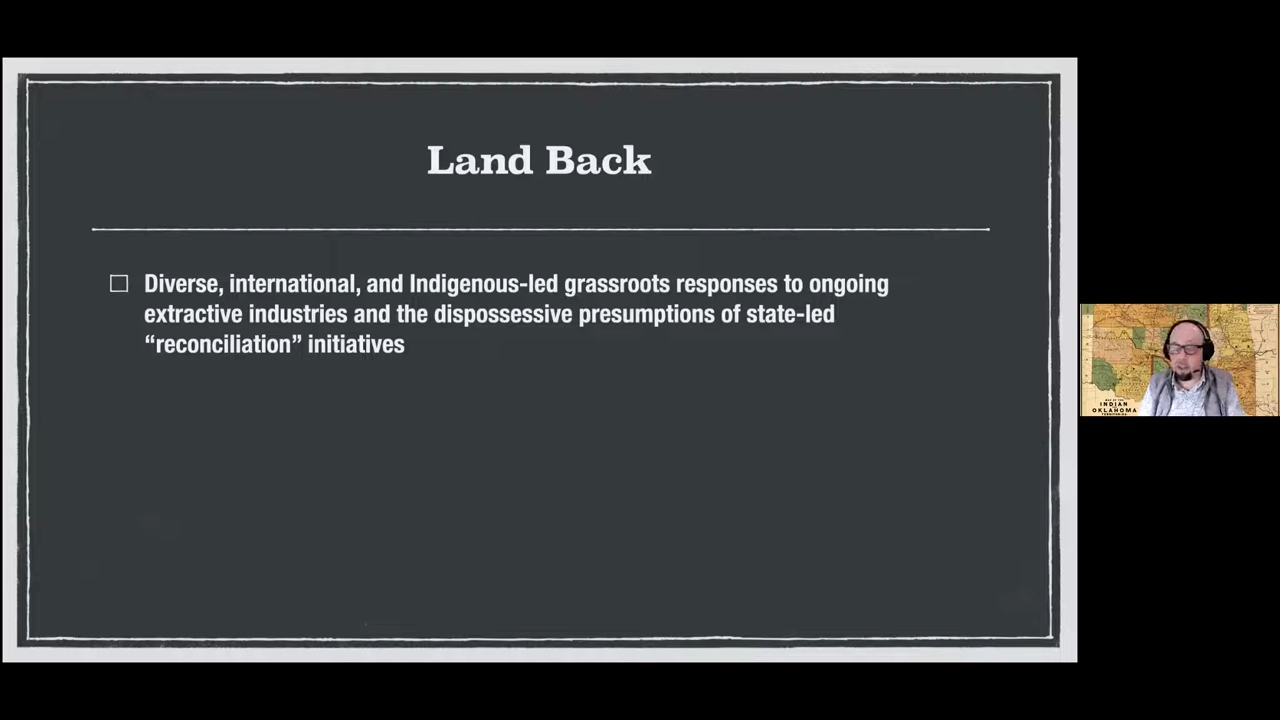 Land Back
Diverse, international, and Indigenous-led grassroots responses to ongoing
extractive industries and the dispossessive presumptions of state-led
“reconciliation” initiatives
INDIAN
OKLAHOMA